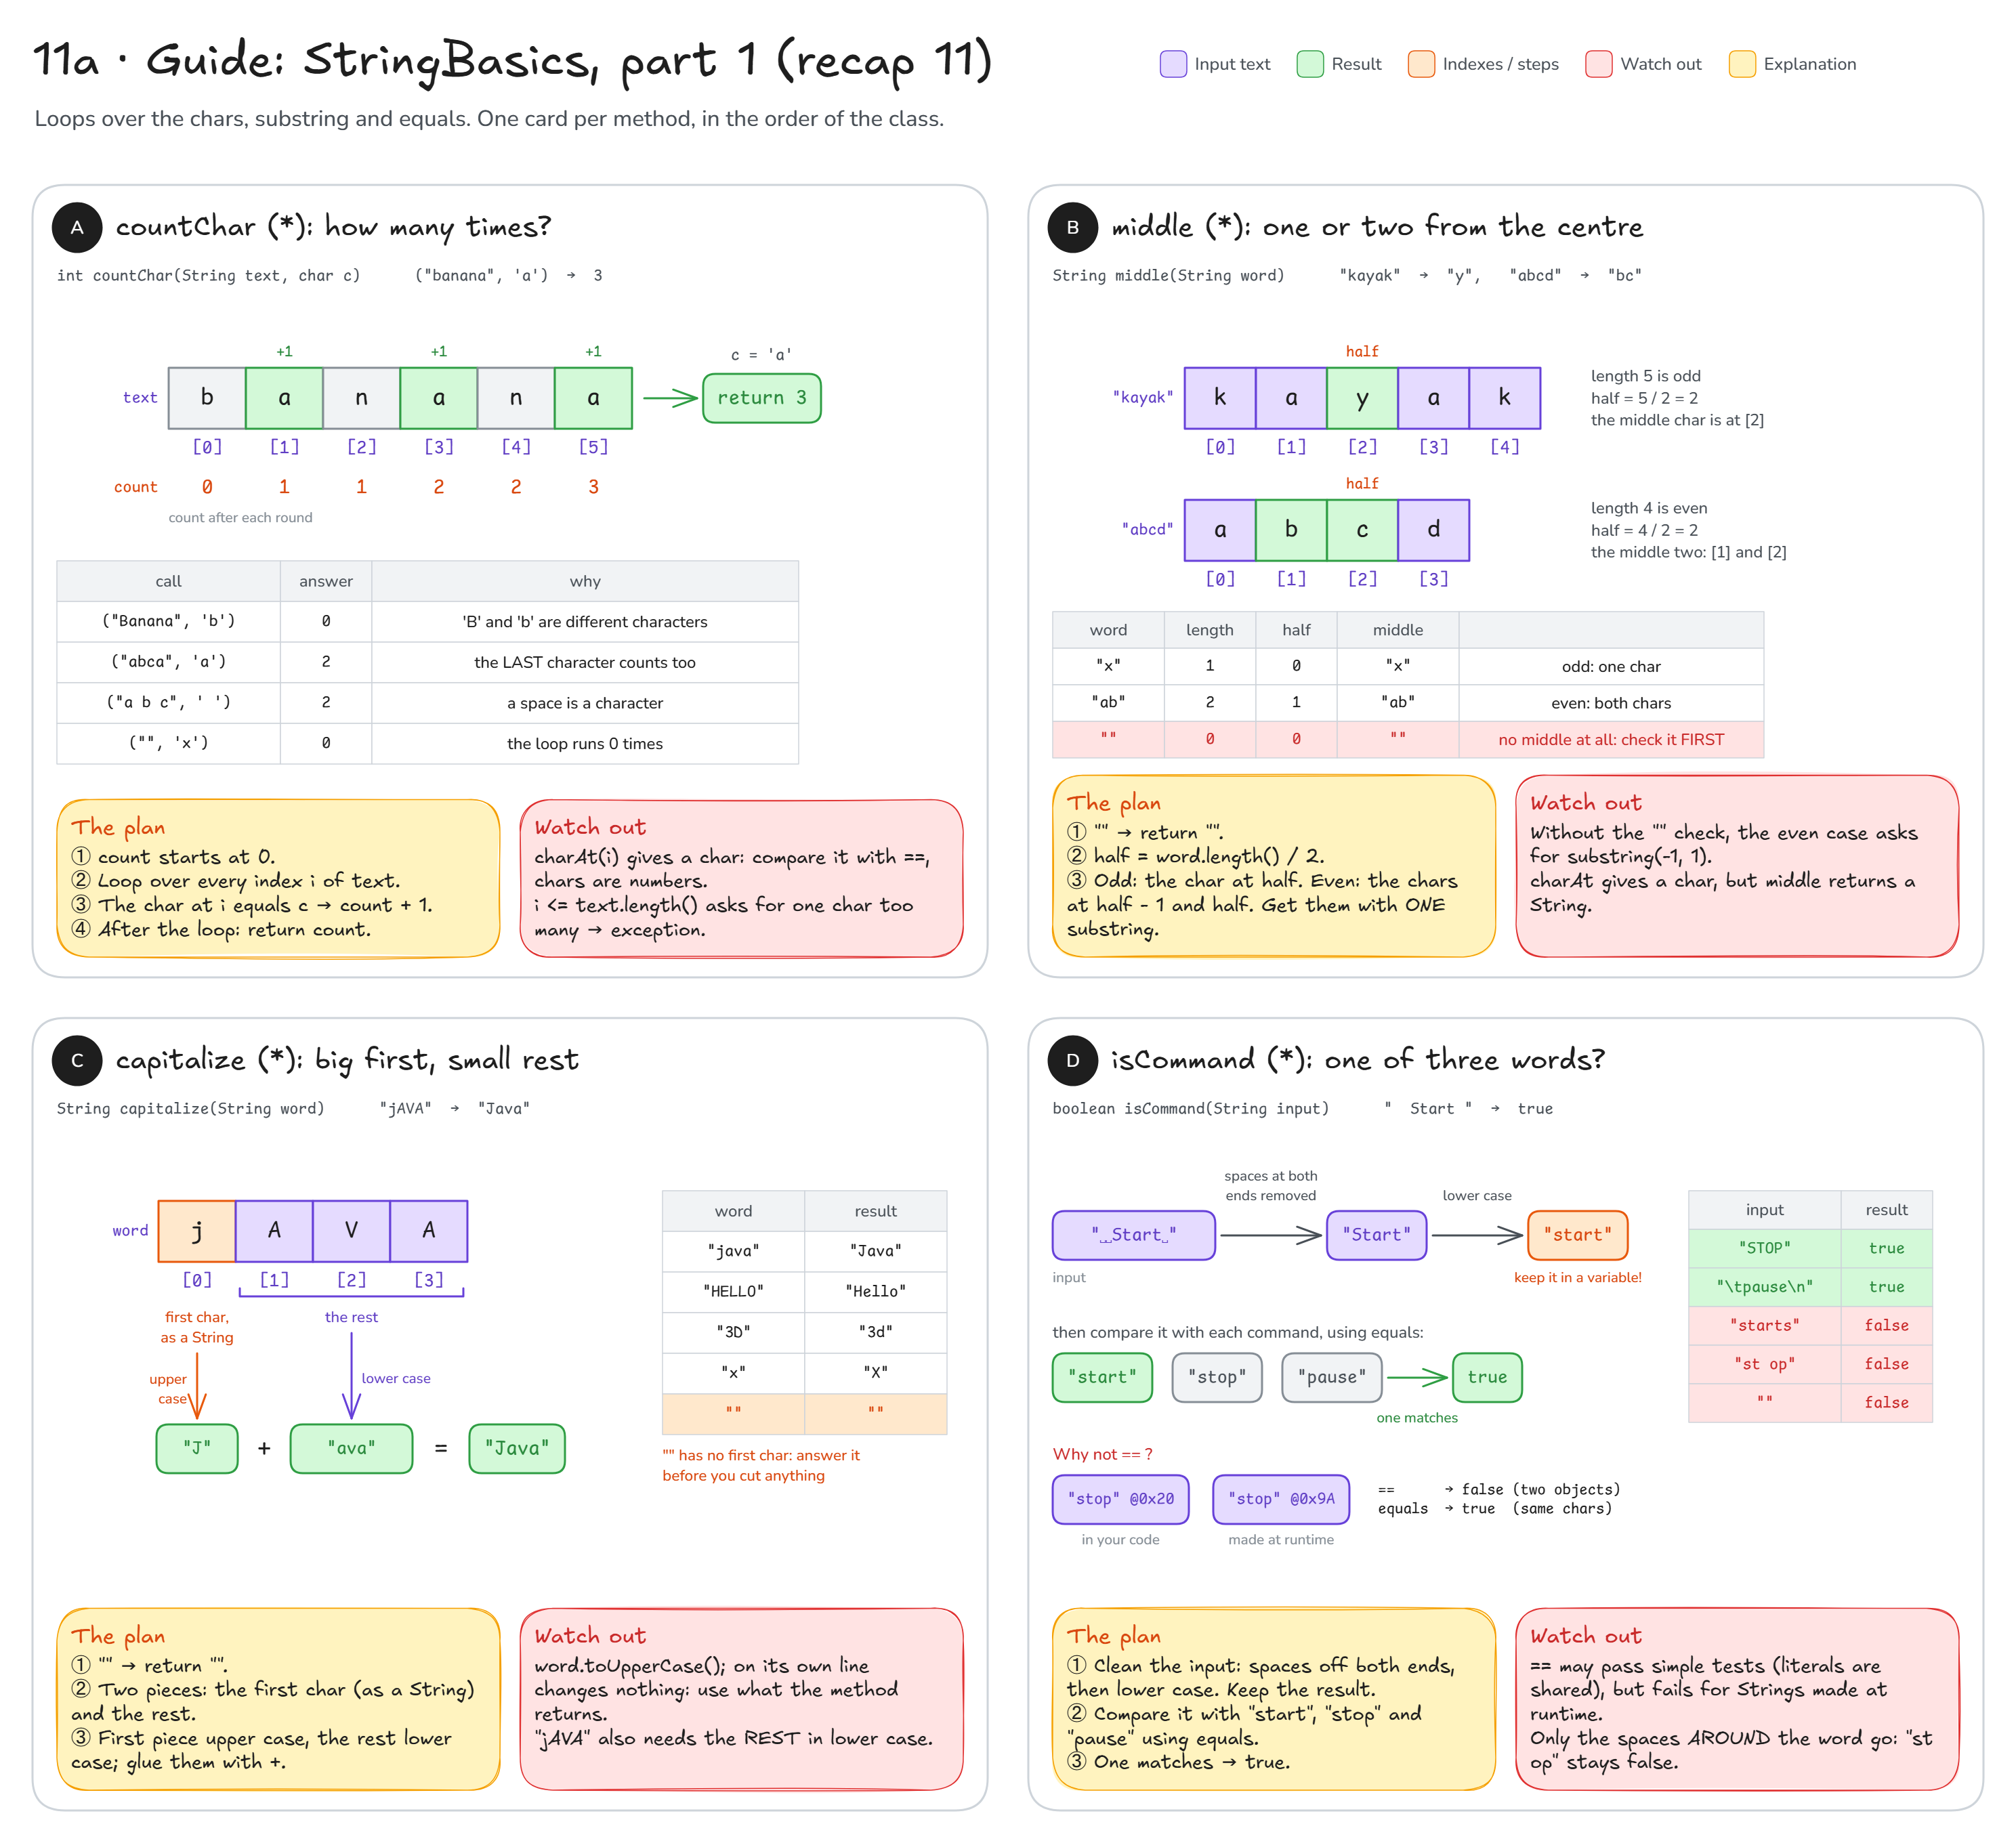 11a · Guide: StringBasics, part 1 (recap 11)
Input text
Result
Indexes / steps
Watch out
Explanation
Loops over the chars, substring and equals. One card per method, in the order of the class.
A
countChar (*): how many times?
int countChar(String text, char c) ("banana", 'a') → 3
+1 +1 +1
c = 'a'
text b a n a n a
return 3
[0] [1] [2] [3] [4] [5]
count 0 1 1 2 2 3
count after each round
call answer why
("Banana", 'b') 0 'B' and 'b' are different characters
("abca", 'a') 2 the LAST character counts too
("a b c", ' ') 2 a space is a character
("", 'x') 0 the loop runs 0 times
The plan
① count starts at 0.
② Loop over every index i of text.
③ The char at i equals c → count + 1.
④ After the loop: return count.
Watch out
charAt(i) gives a char: compare it with ==,
chars are numbers.
i <= text.length() asks for one char too
many → exception.
B
middle (*): one or two from the centre
String middle(String word) "kayak" → "y", "abcd" → "bc"
half
"kayak" k a y a k
[0] [1] [2] [3] [4]
length 5 is odd
half = 5 / 2 = 2
the middle char is at [2]
half
"abcd" a b c d
[0] [1] [2] [3]
length 4 is even
half = 4 / 2 = 2
the middle two: [1] and [2]
word length half middle
"x" 1 0 "x" odd: one char
"ab" 2 1 "ab" even: both chars
"" 0 0 "" no middle at all: check it FIRST
The plan
① "" → return "".
② half = word.length() / 2.
③ Odd: the char at half. Even: the chars
at half - 1 and half. Get them with ONE
substring.
Watch out
Without the "" check, the even case asks
for substring(-1, 1).
charAt gives a char, but middle returns a
String.
C
capitalize (*): big first, small rest
String capitalize(String word) "jAVA" → "Java"
word j A V A
[0] [1] [2] [3]
first char,
as a String
the rest
upper
case
lower case
"J" + "ava" = "Java"
word result
"java" "Java"
"HELLO" "Hello"
"3D" "3d"
"x" "X"
"" ""
"" has no first char: answer it
before you cut anything
The plan
① "" → return "".
② Two pieces: the first char (as a String)
and the rest.
③ First piece upper case, the rest lower
case; glue them with +.
Watch out
word.toUpperCase(); on its own line
changes nothing: use what the method
returns.
"jAVA" also needs the REST in lower case.
D
isCommand (*): one of three words?
boolean isCommand(String input) "  Start " → true
spaces at both
ends removed
lower case
"␣␣Start␣" "Start" "start"
input
keep it in a variable!
then compare it with each command, using equals:
"start" "stop" "pause" true
one matches
Why not == ?
"stop" @0x20 "stop" @0x9A
in your code made at runtime
== → false (two objects)
equals → true (same chars)
input result
"STOP" true
"\tpause\n" true
"starts" false
"st op" false
"" false
The plan
① Clean the input: spaces off both ends,
then lower case. Keep the result.
② Compare it with "start", "stop" and
"pause" using equals.
③ One matches → true.
Watch out
== may pass simple tests (literals are
shared), but fails for Strings made at
runtime.
Only the spaces AROUND the word go: "st
op" stays false.